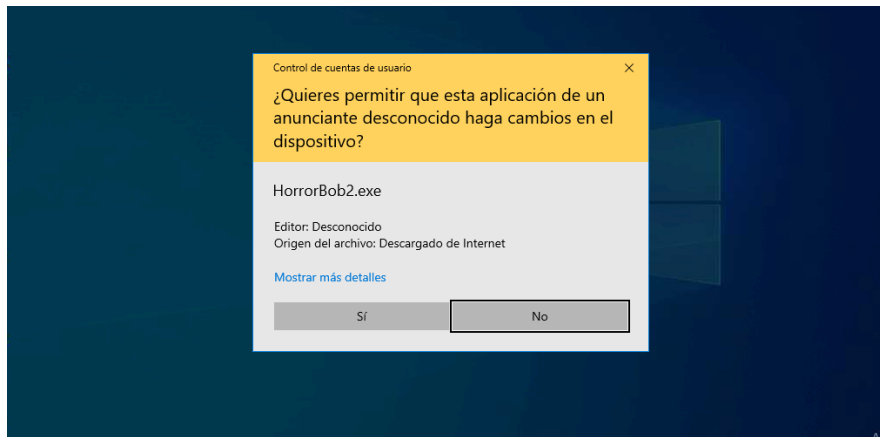 Control de cuentas de usuario
¿Quieres permitir que esta aplicación de un
anunciante desconocido haga cambios en el
dispositivo?
HorrorBob2.exe
Editor: Desconocido
Origen del archivo: Descargado de Internet
Mostrar más detalles
Sí
No